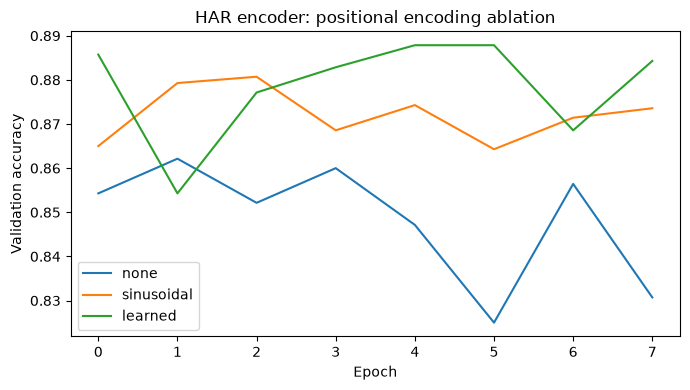 HAR encoder: positional encoding ablation
Validation accuracy
0.89
0.88
0.87
0.86
0.85
0.84
0.83
none
sinusoidal
learned
0 1 2 3 4 5 6 7
Epoch